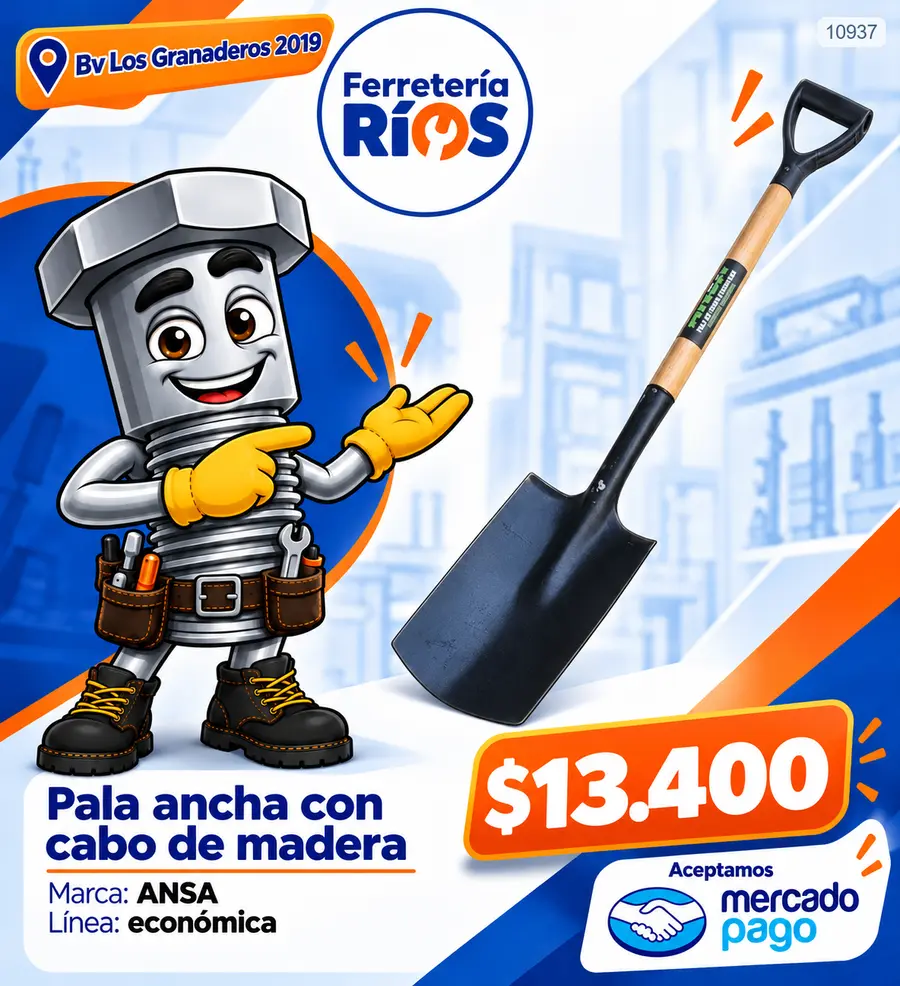 Bv Los Granaderos 2019
Ferretería
RÍOS
10937
Pala ancha con
cabo de madera
Marca: ANSA
Línea: económica
$13.400
Aceptamos
mercado
pago